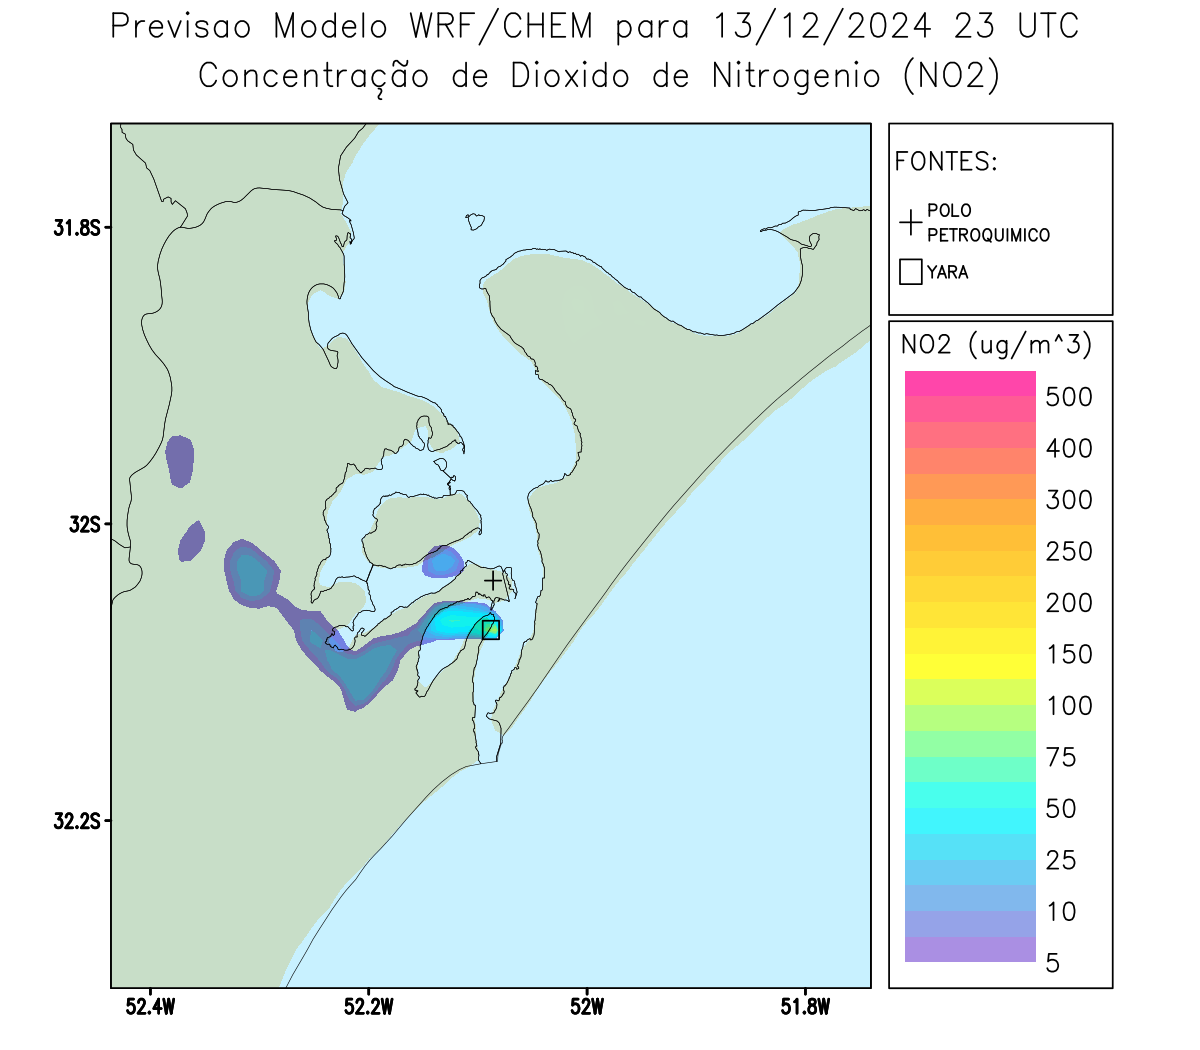 Previsao Modelo WRF/CHEM para 13/12/2024 23 UTC
Concentração de Dioxido de Nitrogenio (NO2)
FONTES:
POLO
PETROQUIMICO
YARA
NO2 (ug/m^3)
500
400
300
250
200
150
100
75
50
25
10
5
31.8S
32S
32.2S
52.4W 52.2W 52W 51.8W